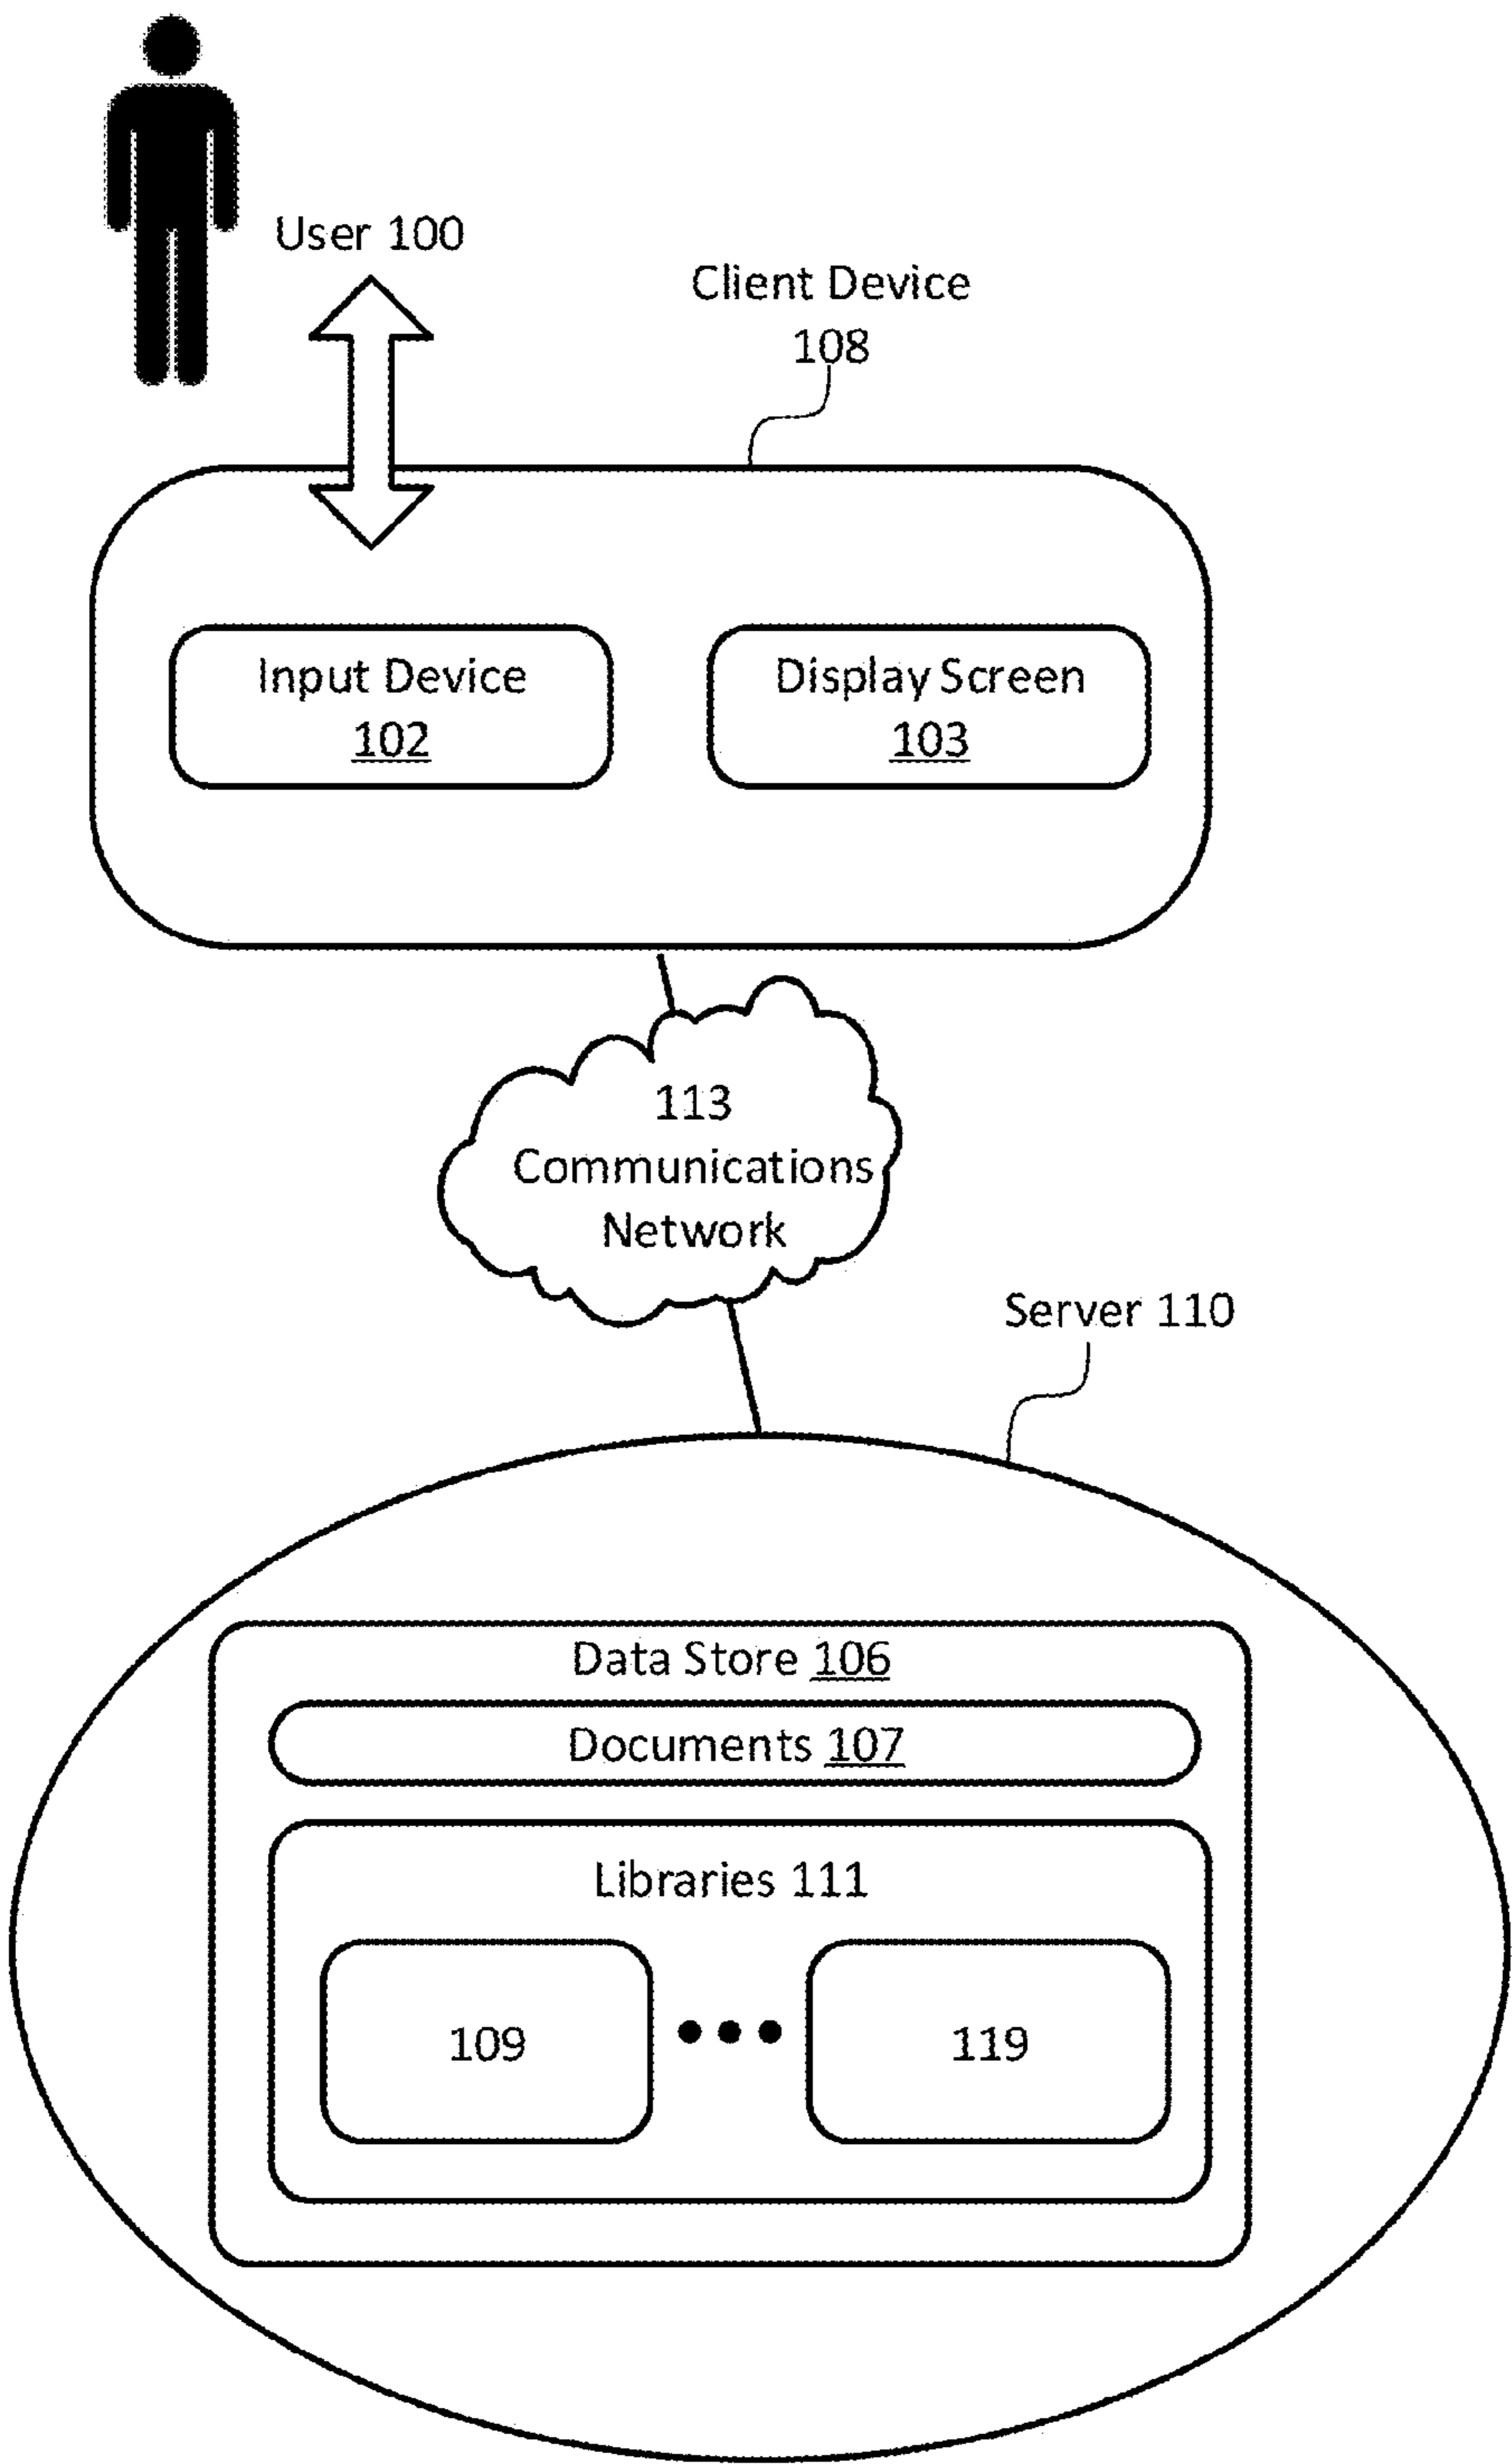 User 100
Client Device
108
Input Device
102
Display Screen
103
113
Communications
Network
Server 110
Data Store 106
Documents 107
Libraries 111
109
119